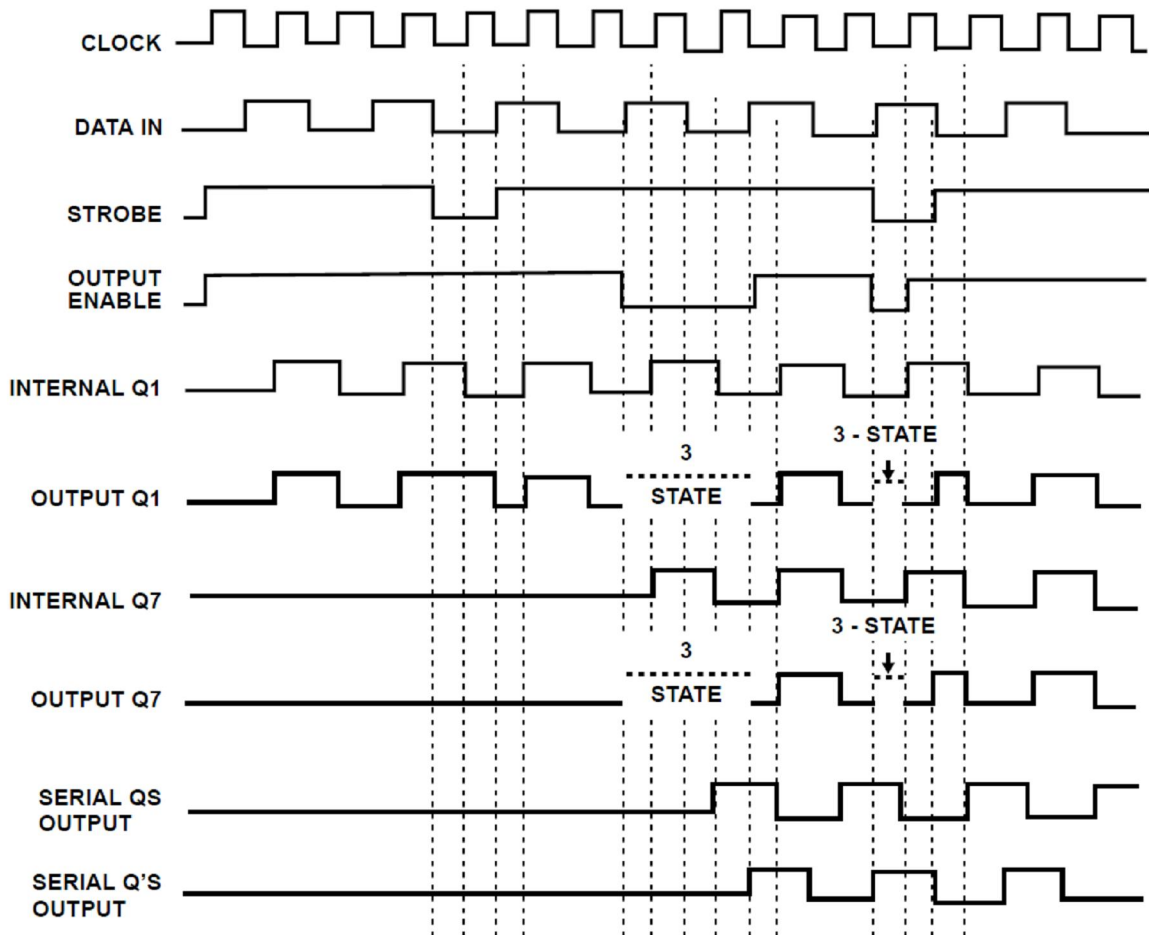 CLOCK
DATA IN
STROBE
OUTPUT
ENABLE
INTERNAL Q1
3 - STATE
3
OUTPUT Q1
STATE
INTERNAL Q7
3 - STATE
3
OUTPUT Q7
STATE
SERIAL QS
OUTPUT
SERIAL Q’S
OUTPUT